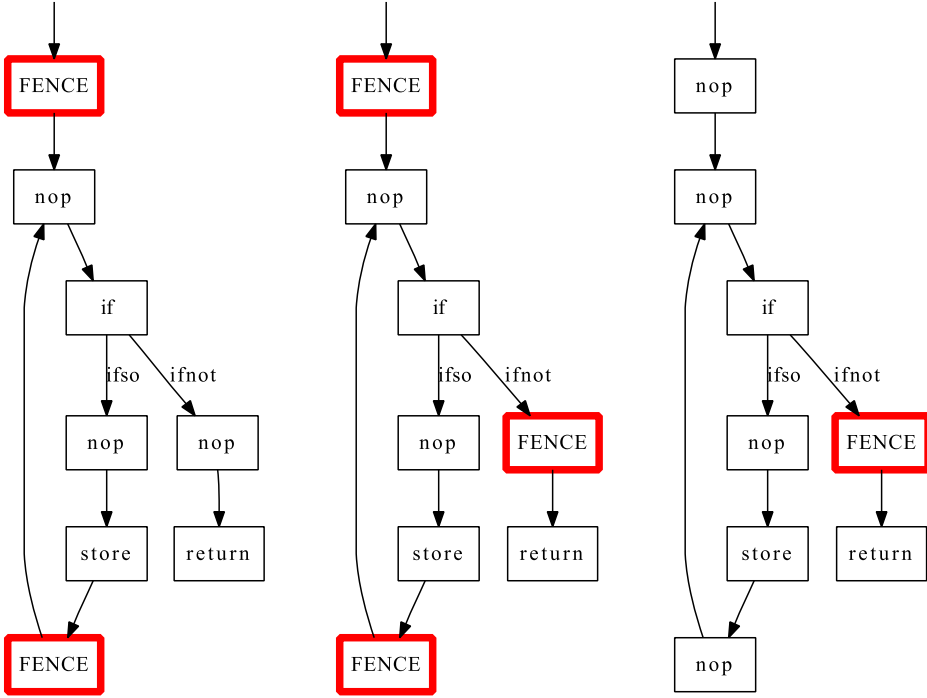 FENCE
nop
if
ifso ifnot
nop nop
store return
FENCE
FENCE
nop
if
ifso ifnot
nop FENCE
store return
FENCE
nop
nop
if
ifso ifnot
nop FENCE
store return
nop